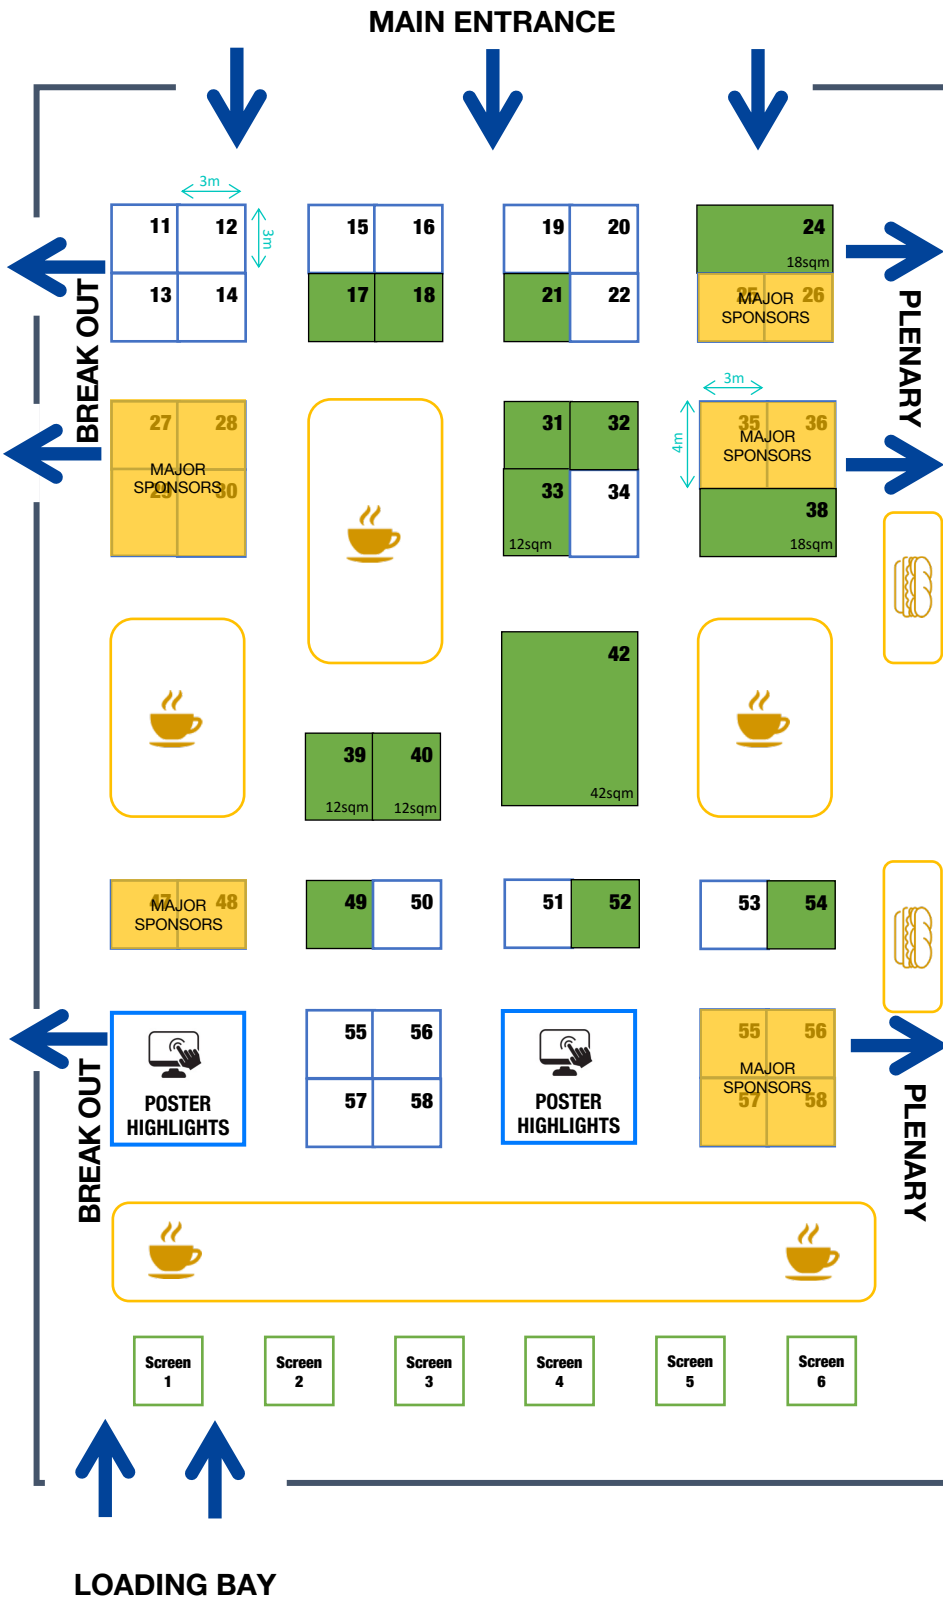 MAIN ENTRANCE
3m
11 12 15 16 19 20 24
3m
18sqm
13 14 17 18 21 22 25 26
MAJOR
SPONSORS
BREAK OUT
PLENARY
3m
27 28 31 32 35 36
4m
MAJOR
SPONSORS
MAJOR
SPONSORS
29 30 33 34 38
12sqm 18sqm
42
39 40
12sqm 12sqm 42sqm
47 48 49 50 51 52 53 54
MAJOR
SPONSORS
55 56 55 56
MAJOR
SPONSORS
57 58 57 58
POSTER
HIGHLIGHTS
POSTER
HIGHLIGHTS
BREAK OUT
PLENARY
Screen
1
Screen
2
Screen
3
Screen
4
Screen
5
Screen
6
LOADING BAY